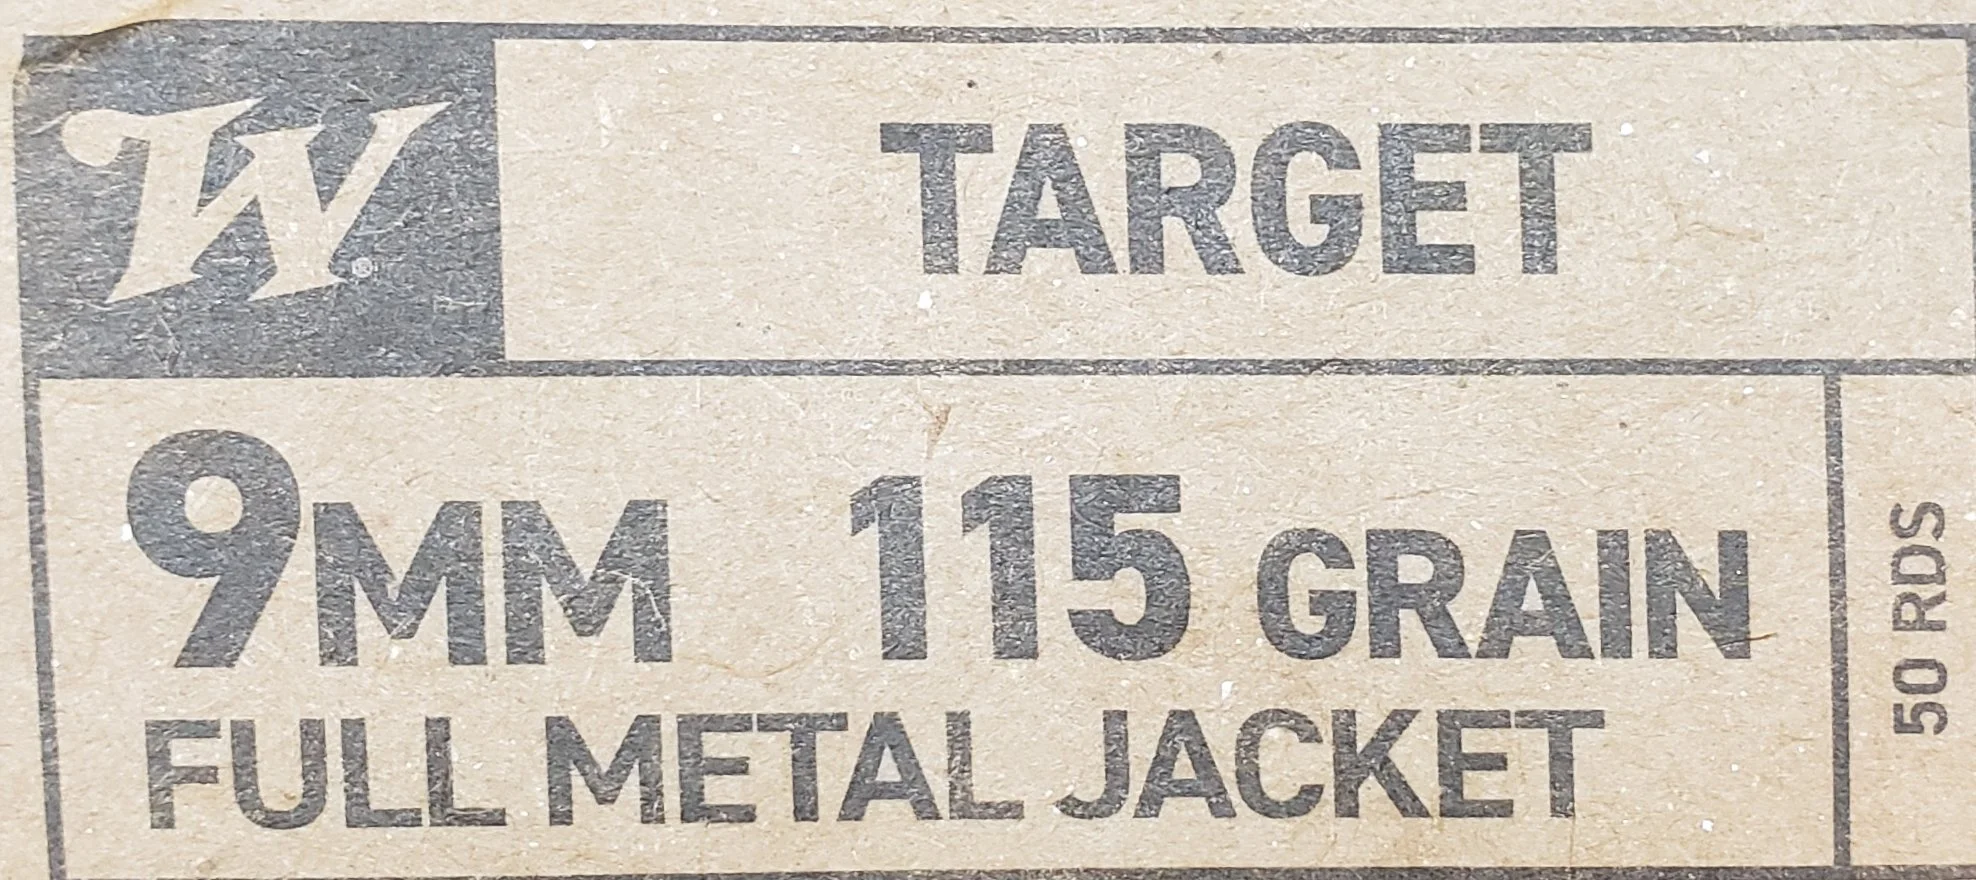 W®
TARGET
9MM 115 GRAIN
FULL METAL JACKET
50 RDS